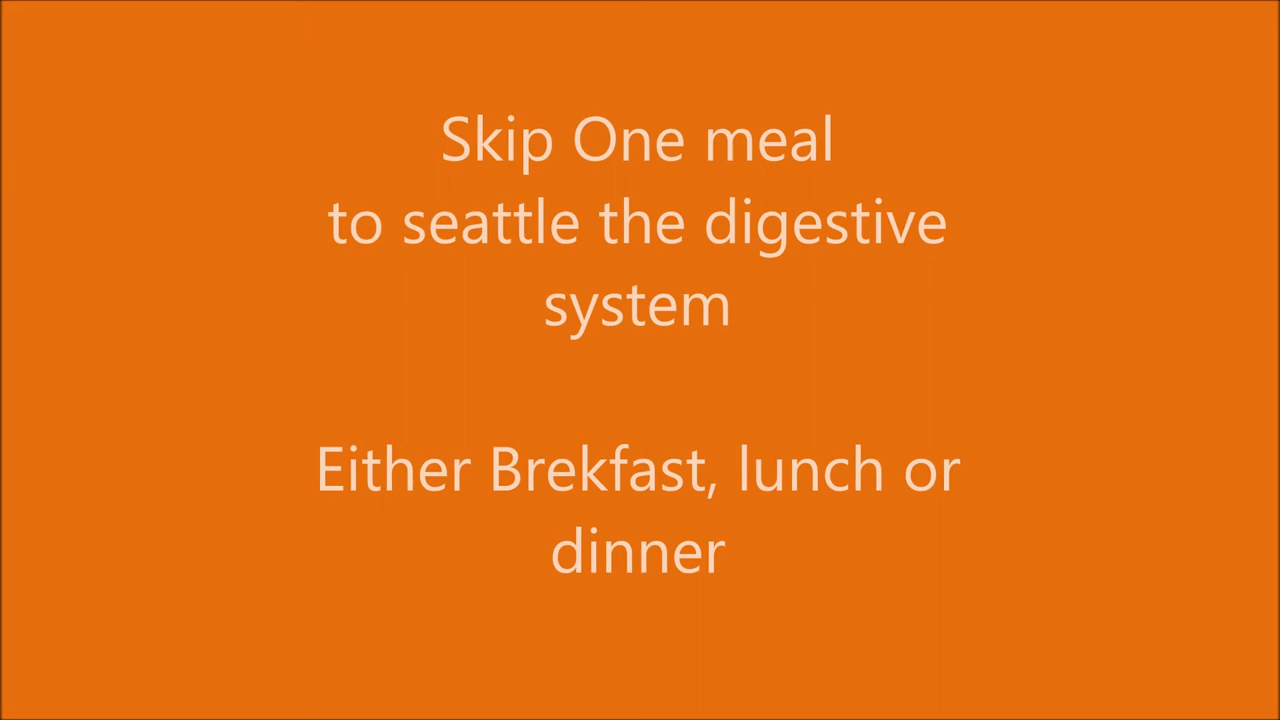 Skip One meal
to seattle the digestive
system
Either Brekfast, lunch or
dinner